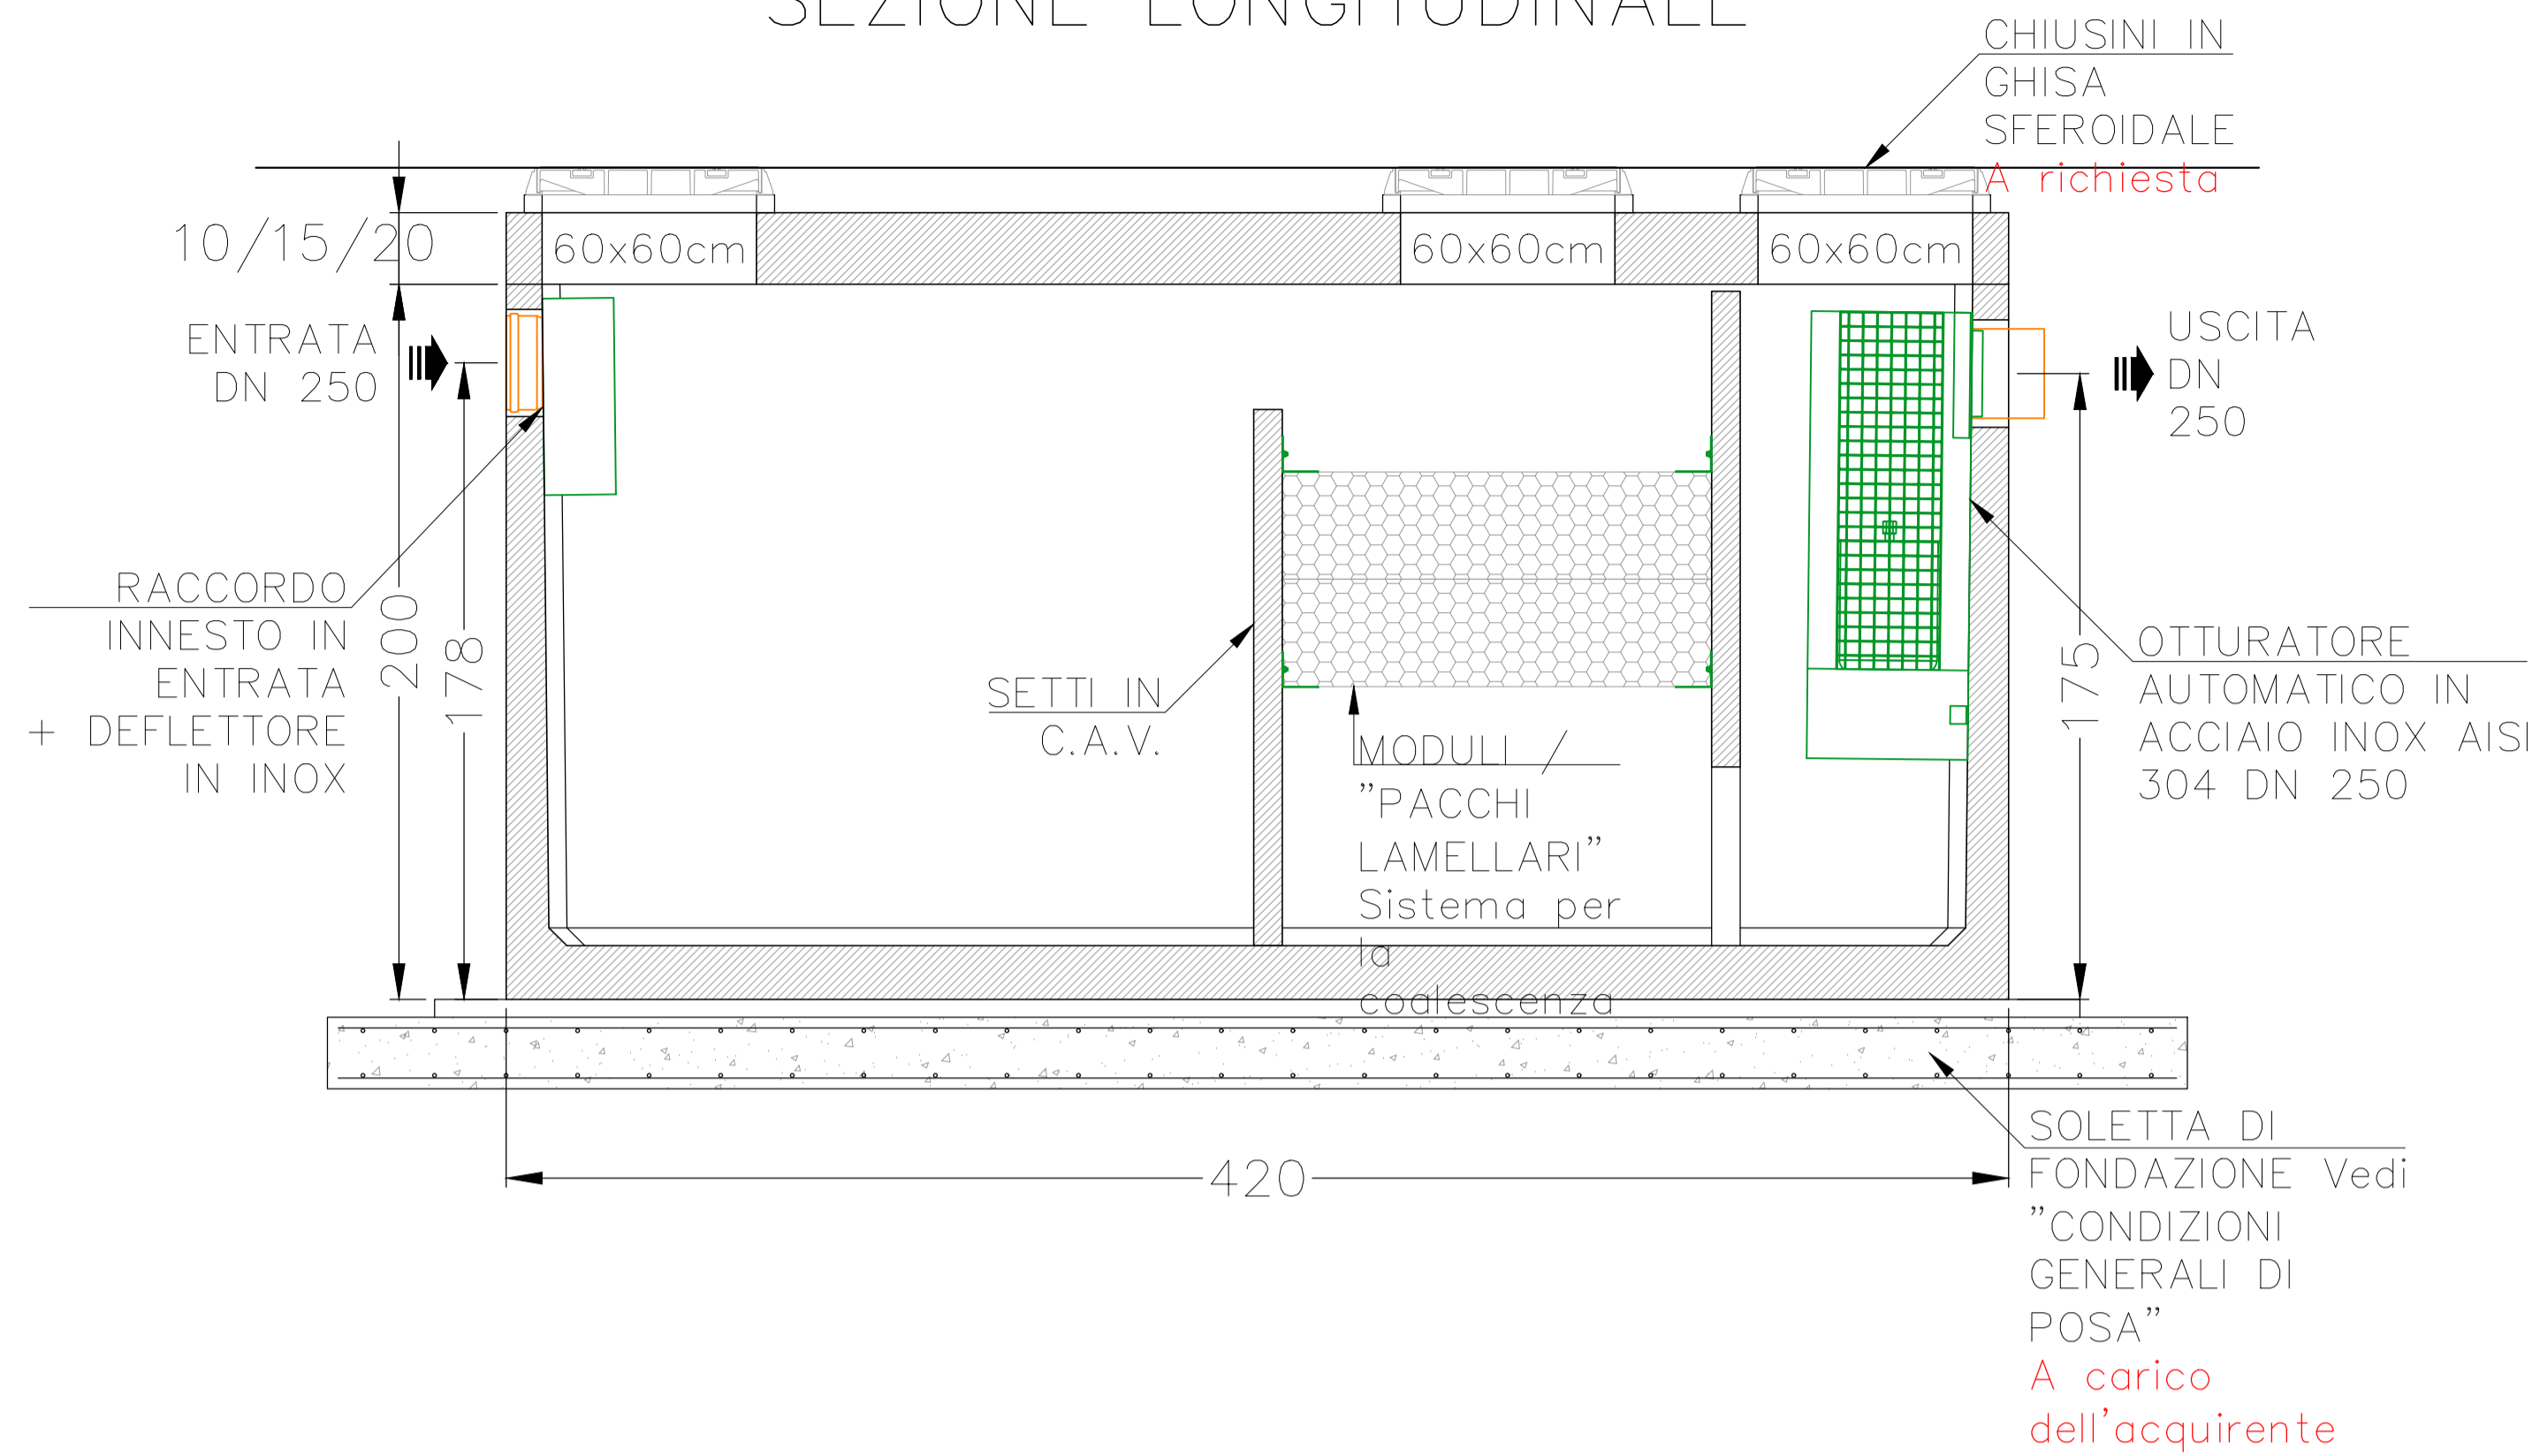 SEZIONE LONGITUDINALE
CHIUSINI IN
GHISA
SFEROIDALE
A richiesta
10/15/20
60x60cm
60x60cm
60x60cm
ENTRATA
DN 250
USCITA
DN
250
RACCORDO
INNESTO IN
ENTRATA
+ DEFLETTORE
IN INOX
200
178
SETTI IN
C.A.V.
MODULI /
"PACCHI
LAMELLARI"
Sistema per
la
coalescenza
175
OTTURATORE
AUTOMATICO IN
ACCIAIO INOX AISI
304 DN 250
420
SOLETTA DI
FONDAZIONE Vedi
"CONDIZIONI
GENERALI DI
POSA"
A carico
dell'acquirente